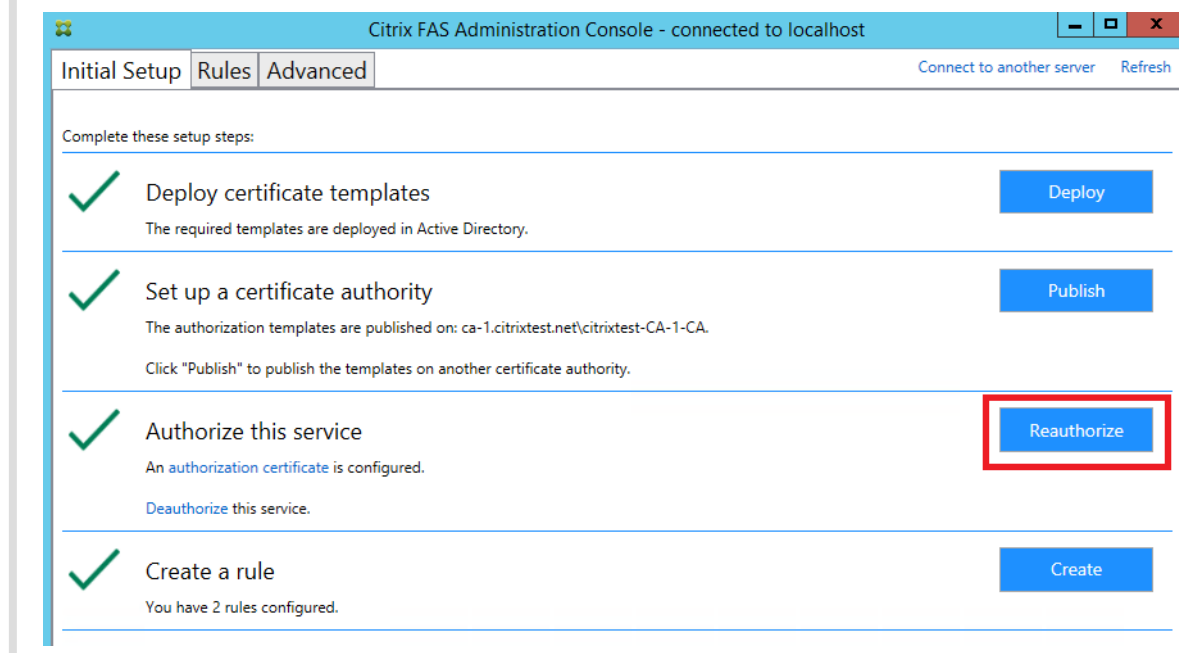 Citrix FAS Administration Console - connected to localhost
Initial Setup Rules Advanced Connect to another server Refresh
Complete these setup steps:
Deploy certificate templates
Deploy
The required templates are deployed in Active Directory.
Set up a certificate authority
Publish
The authorization templates are published on: ca-1.citrixtest.net\citrixtest-CA-1-CA.
Click "Publish" to publish the templates on another certificate authority.
Authorize this service
Reauthorize
An authorization certificate is configured.
Deauthorize this service.
Create a rule
Create
You have 2 rules configured.